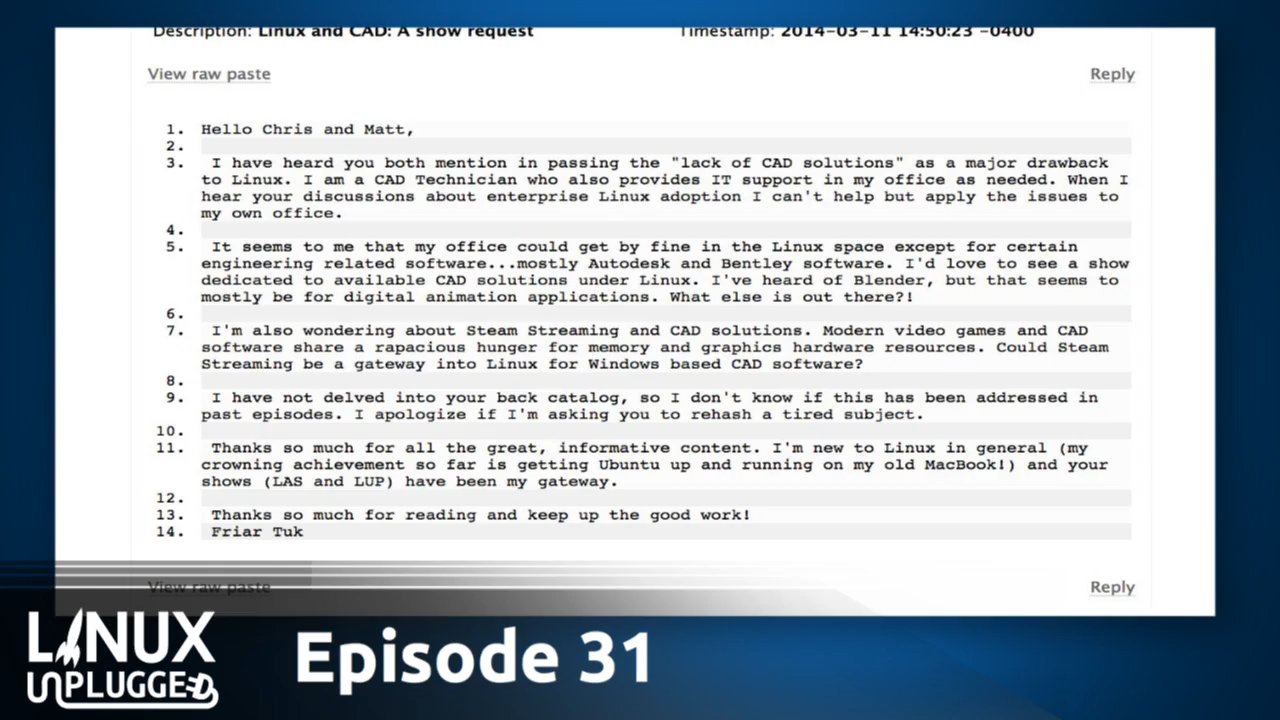 Description: Linux and CAD: A show request Timestamp: 2014-03-11 14:50:23 -0400
View raw paste Reply
1. Hello Chris and Matt,
2.
3. I have heard you both mention in passing the "lack of CAD solutions" as a major drawback
to Linux. I am a CAD Technician who also provides IT support in my office as needed. When I
hear your discussions about enterprise Linux adoption I can't help but apply the issues to
my own office.
4.
5. It seems to me that my office could get by fine in the Linux space except for certain
engineering related software...mostly Autodesk and Bentley software. I'd love to see a show
dedicated to available CAD solutions under Linux. I've heard of Blender, but that seems to
mostly be for digital animation applications. What else is out there?!
6.
7. I'm also wondering about Steam Streaming and CAD solutions. Modern video games and CAD
software share a rapacious hunger for memory and graphics hardware resources. Could Steam
Streaming be a gateway into Linux for Windows based CAD software?
8.
9. I have not delved into your back catalog, so I don't know if this has been addressed in
past episodes. I apologize if I'm asking you to rehash a tired subject.
10.
11. Thanks so much for all the great, informative content. I'm new to Linux in general (my
crowning achievement so far is getting Ubuntu up and running on my old MacBook!) and your
shows (LAS and LUP) have been my gateway.
12.
13. Thanks so much for reading and keep up the good work!
14. Friar Tuk
View raw paste Reply
LINUX
UNPLUGGED
Episode 31